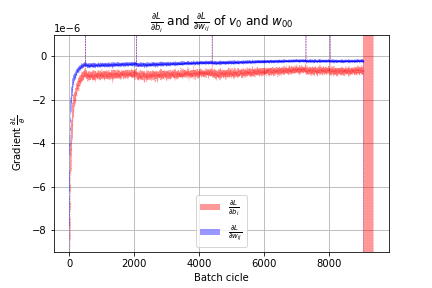 ∂L/∂b_i and ∂L/∂w_ij of v_0 and w_00
1e−6
0
−2
−4
−6
−8
Gradient ∂L/θ
∂L/∂b_i
∂L/∂w_ij
0 2000 4000 6000 8000
Batch cicle